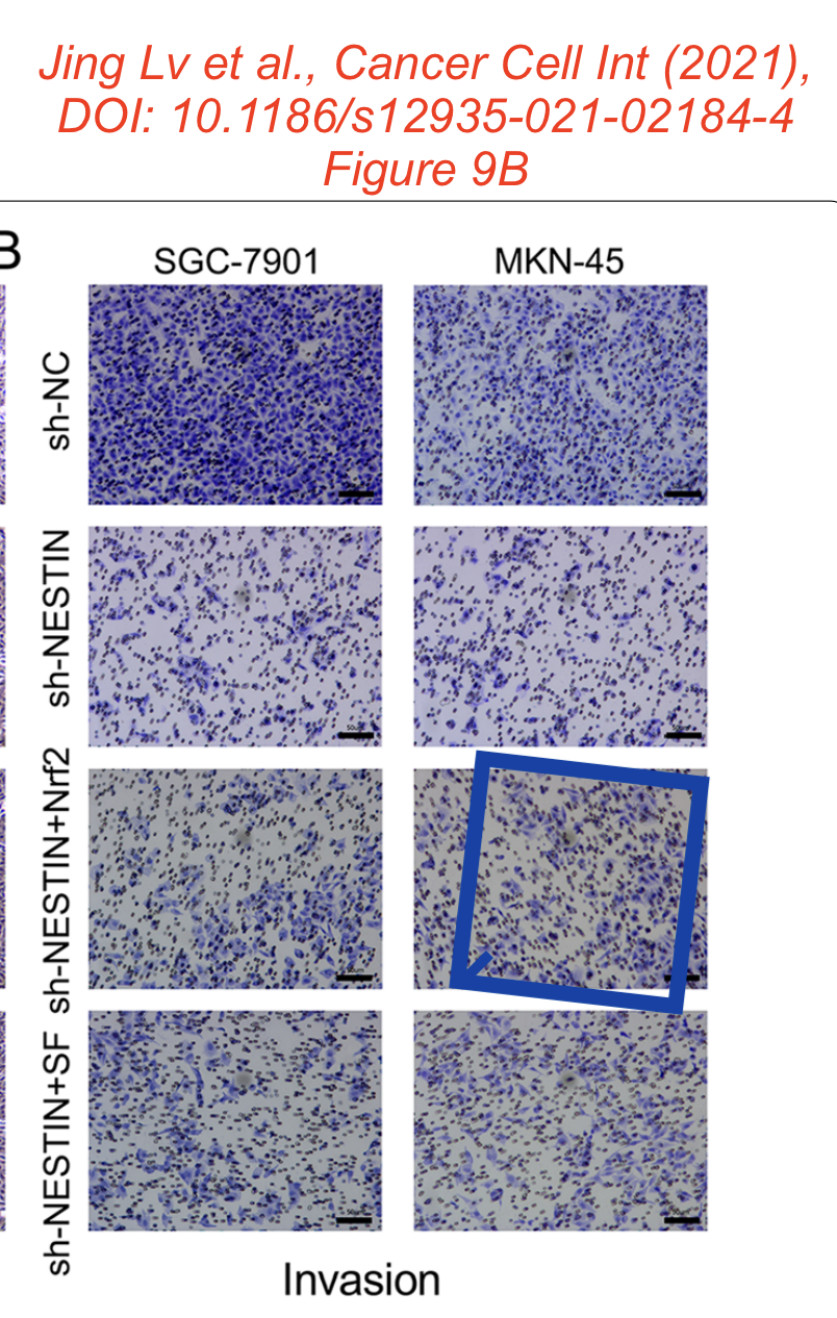 Jing Lv et al., Cancer Cell Int (2021),
DOI: 10.1186/s12935-021-02184-4
Figure 9B
B
SGC-7901
MKN-45
sh-NC
sh-NESTIN
sh-NESTIN+Nrf2
sh-NESTIN+SF
Invasion